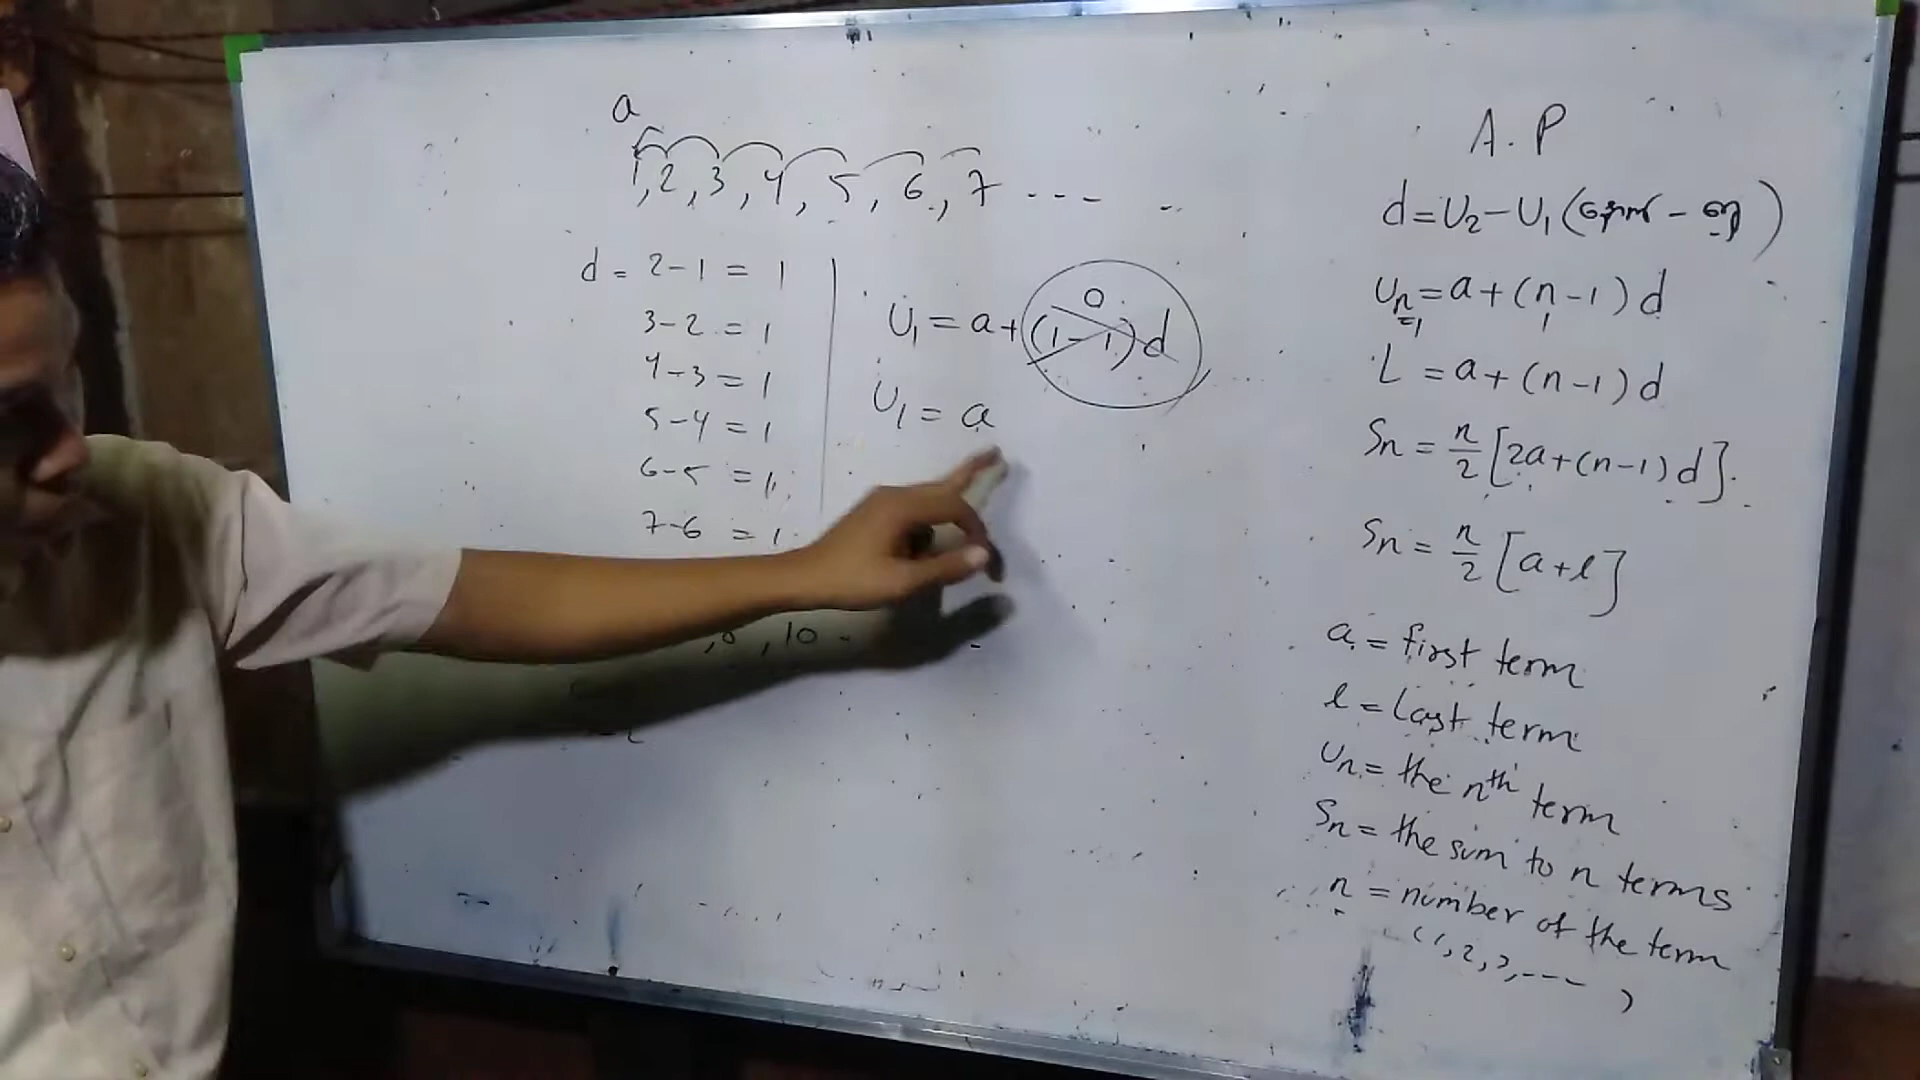 a
1, 2, 3, 4, 5, 6, 7 --- -
d = 2-1 = 1
3-2 = 1
4-3 = 1
5-4 = 1
6-5 = 1
7-6 = 1
, 10 -
U₁ = a + (1-1)d
0
U₁ = a
A.P
d = U₂ - U₁ ( - )
Uₙ = a + (n-1)d
=1 1
L = a + (n-1)d
Sₙ = n/2 [2a + (n-1)d].
Sₙ = n/2 [a+l]
a = first term
l = Last term
Uₙ = the nᵗʰ term
Sₙ = the sum to n terms
n = number of the term
(1, 2, 3, --- )